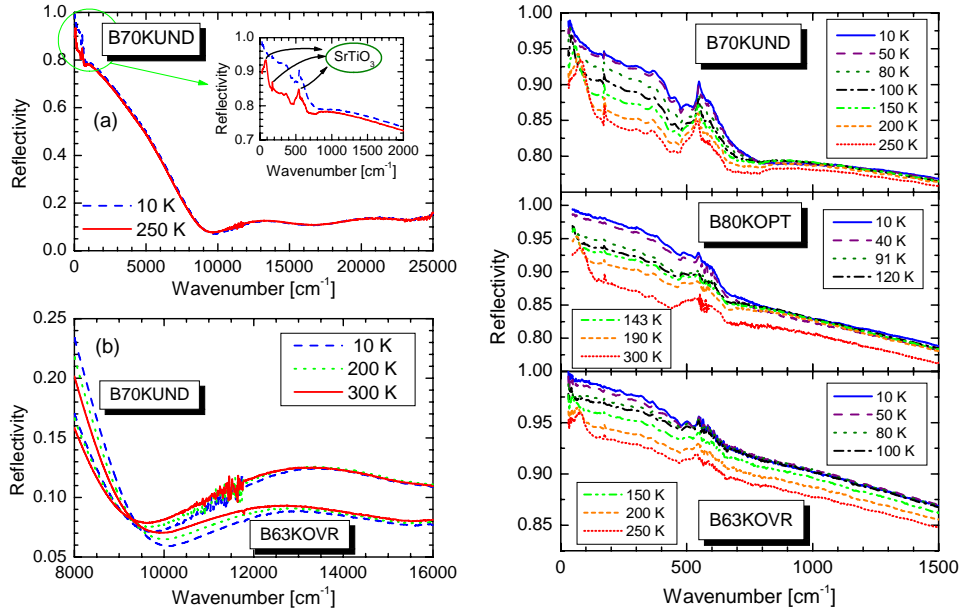 1.0
0.8
0.6
0.4
0.2
0.0
Reflectivity
B70KUND
(a)
10 K
250 K
1.0
0.9
0.8
0.7
Reflectivity
SrTiO3
0 500 1000 1500 2000
Wavenumber [cm-1]
0 5000 10000 15000 20000 25000
Wavenumber [cm-1]
0.25
0.20
0.15
0.10
0.05
Reflectivity
(b)
B70KUND
10 K
200 K
300 K
B63KOVR
8000 10000 12000 14000 16000
Wavenumber [cm-1]
1.00
0.95
0.90
0.85
0.80
B70KUND
10 K
50 K
80 K
100 K
150 K
200 K
250 K
1.00
0.95
0.90
0.85
0.80
Reflectivity
B80KOPT
10 K
40 K
91 K
120 K
143 K
190 K
300 K
1.00
0.95
0.90
0.85
10 K
50 K
80 K
100 K
150 K
200 K
250 K
B63KOVR
0 500 1000 1500
Wavenumber [cm-1]